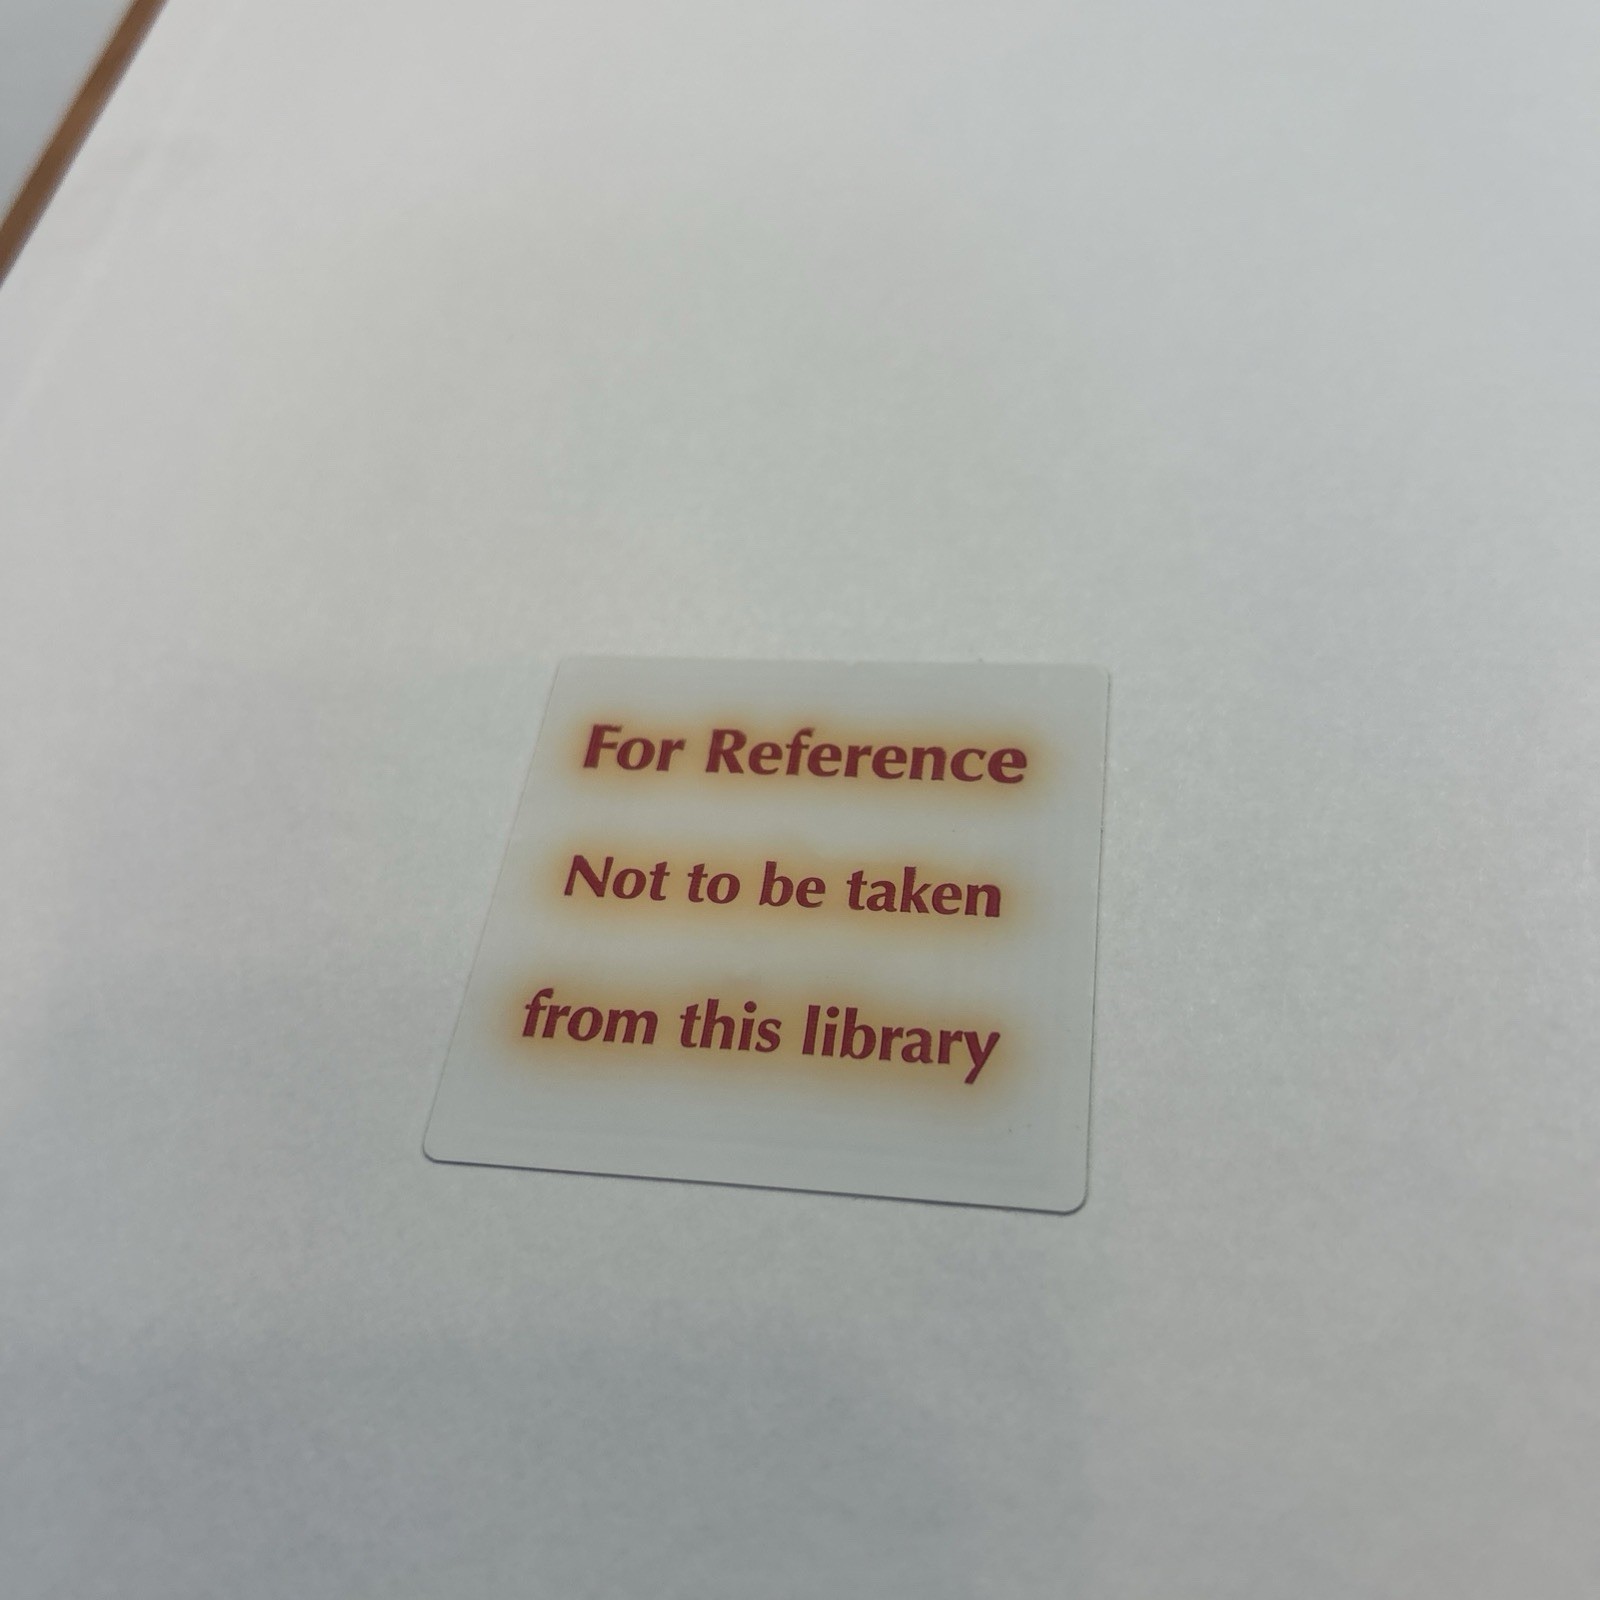 For Reference
Not to be taken
from this library